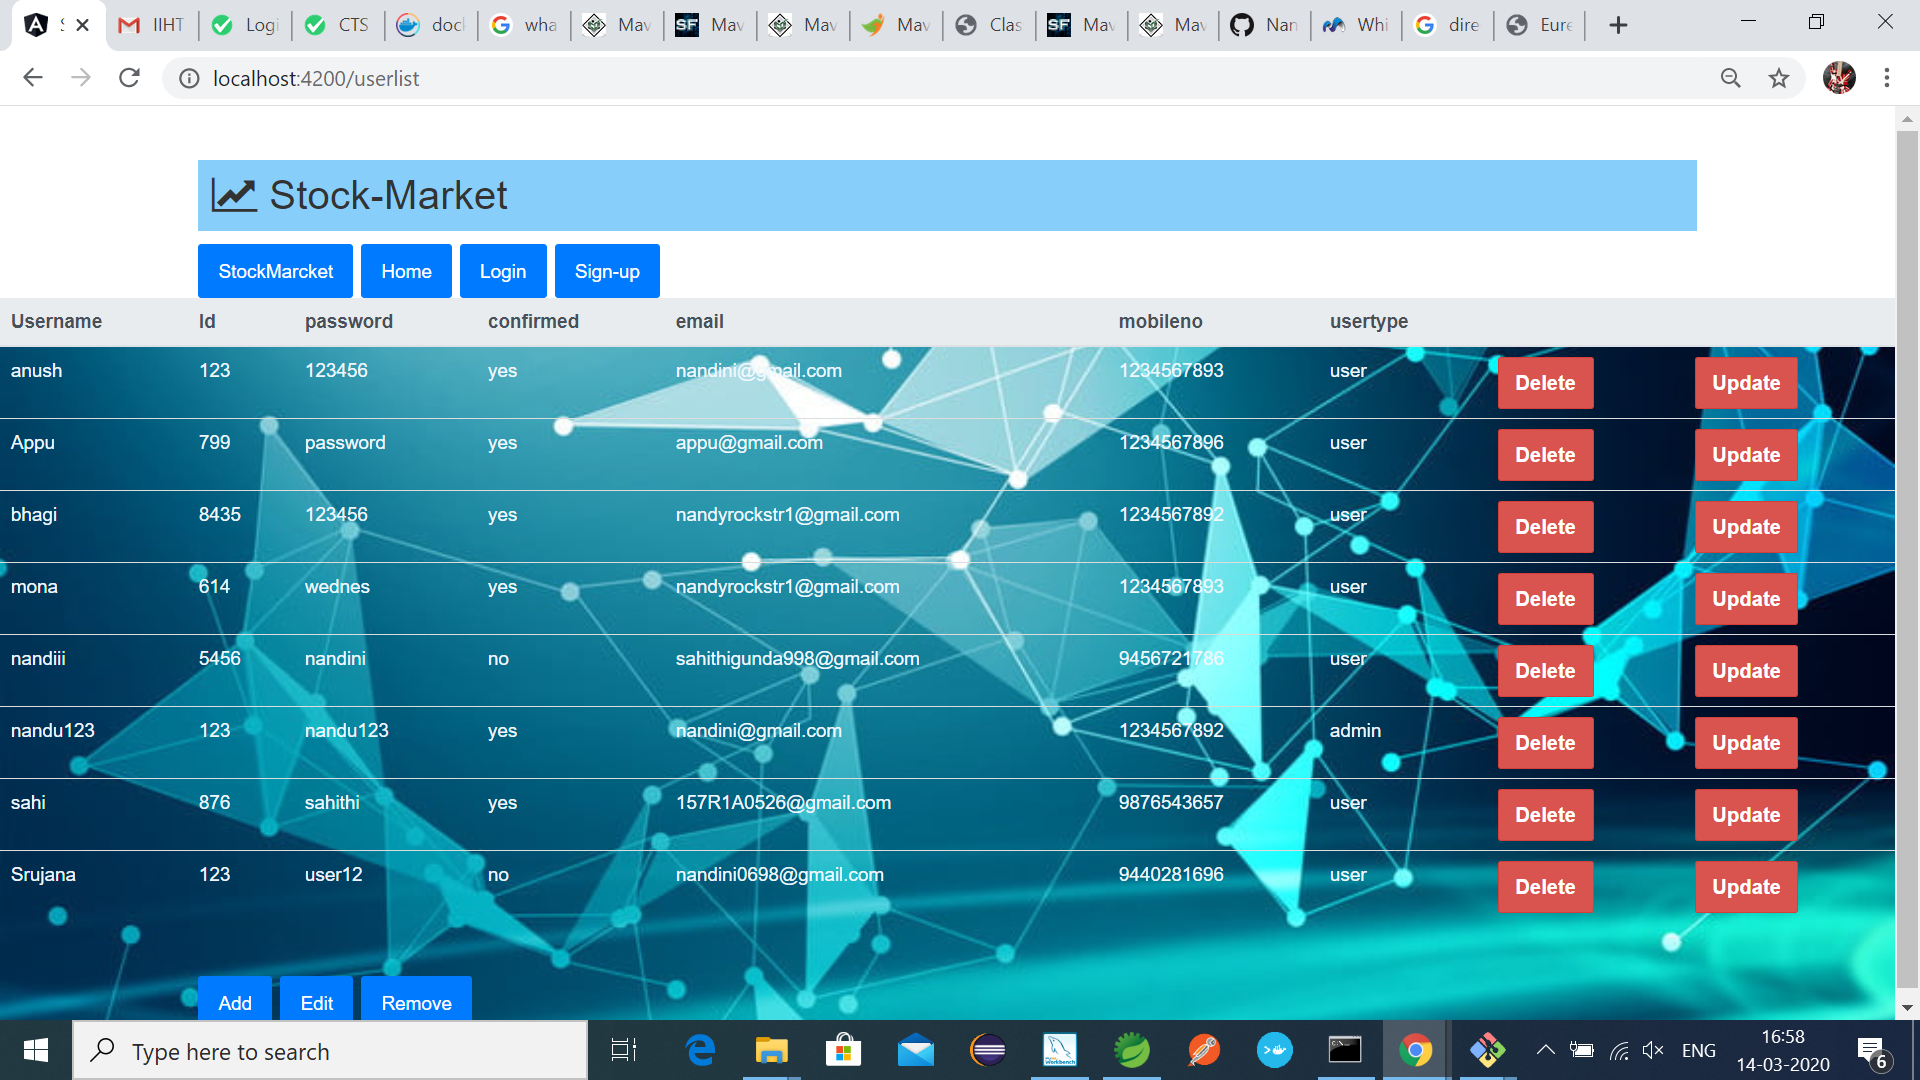 IIHT
Logi
CTS
docl
wha
Mav
Mav
Mav
Mav
Clas
Mav
Mav
Nan
Whi
dire
Eure
localhost:4200/userlist
Stock-Market
StockMarcket Home Login Sign-up
Username Id password confirmed email mobileno usertype
anush 123 123456 yes nandini@gmail.com 1234567893 user Delete Update
Appu 799 password yes appu@gmail.com 1234567896 user Delete Update
bhagi 8435 123456 yes nandyrockstr1@gmail.com 1234567892 user Delete Update
mona 614 wednes yes nandyrockstr1@gmail.com 1234567893 user Delete Update
nandiii 5456 nandini no sahithigunda998@gmail.com 9456721786 user Delete Update
nandu123 123 nandu123 yes nandini@gmail.com 1234567892 admin Delete Update
sahi 876 sahithi yes 157R1A0526@gmail.com 9876543657 user Delete Update
Srujana 123 user12 no nandini0698@gmail.com 9440281696 user Delete Update
Add Edit Remove
Type here to search
ENG
16:58
14-03-2020
6